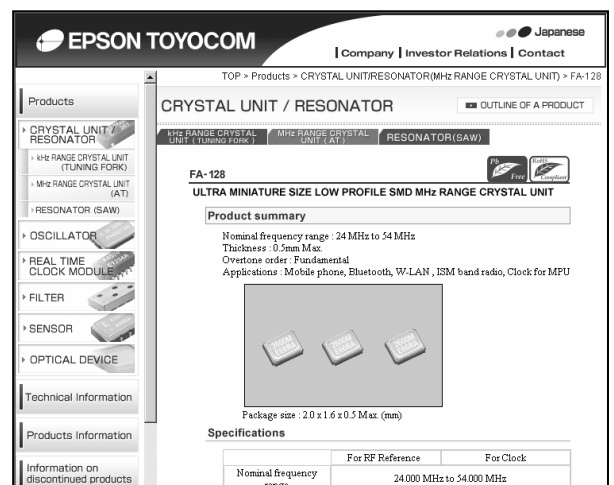 EPSON TOYOCOM
Japanese
Company Investor Relations Contact
TOP > Products > CRYSTAL UNIT/RESONATOR(MHz RANGE CRYSTAL UNIT) > FA-128
Products
CRYSTAL UNIT / RESONATOR
OUTLINE OF A PRODUCT
CRYSTAL UNIT /
RESONATOR
kHz RANGE CRYSTAL UNIT
(TUNING FORK)
MHz RANGE CRYSTAL UNIT
(AT)
RESONATOR (SAW)
OSCILLATOR
REAL TIME
CLOCK MODULE
FILTER
SENSOR
OPTICAL DEVICE
Technical Information
Products Information
Information on
discontinued products
kHz RANGE CRYSTAL
UNIT ( TUNING FORK )
MHz RANGE CRYSTAL
UNIT ( AT )
RESONATOR(SAW)
FA-128
Pb
Free
RoHS
Compliant
ULTRA MINIATURE SIZE LOW PROFILE SMD MHz RANGE CRYSTAL UNIT
Product summary
Nominal frequency range : 24 MHz to 54 MHz
Thickness : 0.5mm Max.
Overtone order : Fundamental
Applications : Mobile phone, Bluetooth, W-LAN , ISM band radio, Clock for MPU
Package size : 2.0 x 1.6 x 0.5 Max. (mm)
Specifications
For RF Reference
For Clock
Nominal frequency
range
24.000 MHz to 54.000 MHz